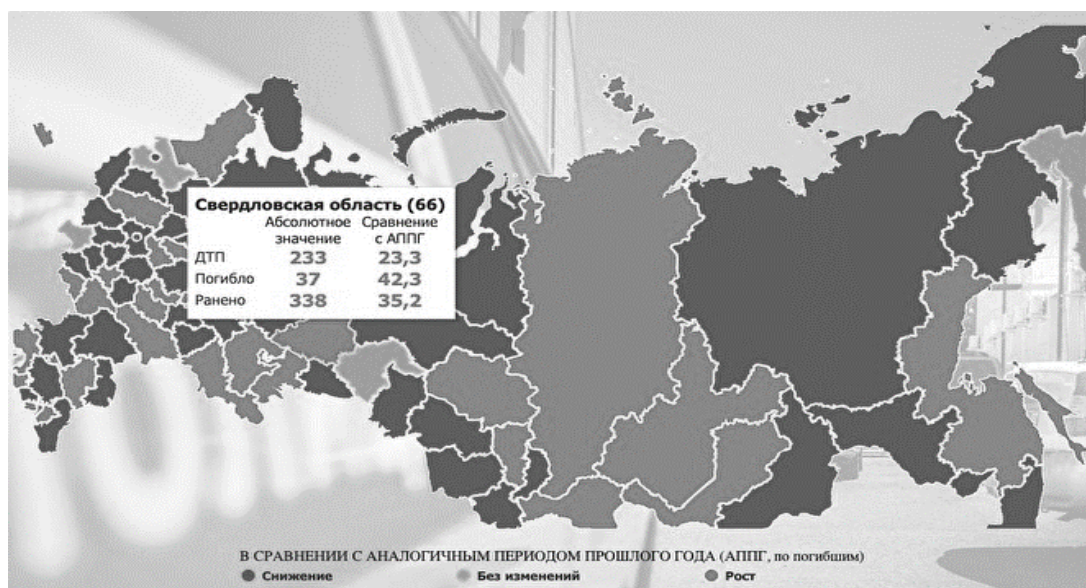 Свердловская область (66)
Абсолютное Сравнение
значение с АППГ
ДТП 233 23,3
Погибло 37 42,3
Ранено 338 35,2
В СРАВНЕНИИ С АНАЛОГИЧНЫМ ПЕРИОДОМ ПРОШЛОГО ГОДА (АППГ, по погибшим)
Снижение Без изменений Рост